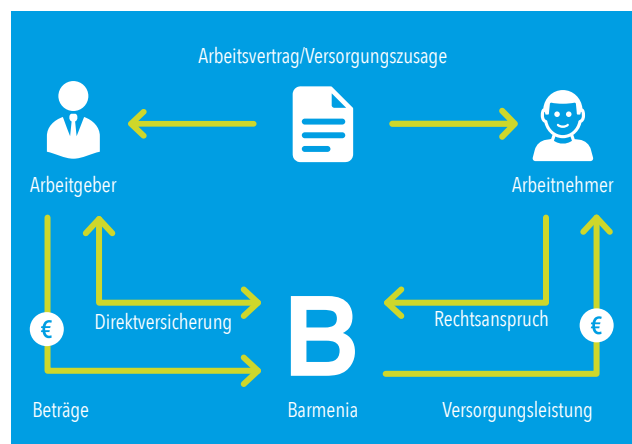 Arbeitsvertrag/Versorgungszusage
Arbeitgeber
Arbeitnehmer
€
Direktversicherung
B
Rechtsanspruch
€
Beträge
Barmenia
Versorgungsleistung